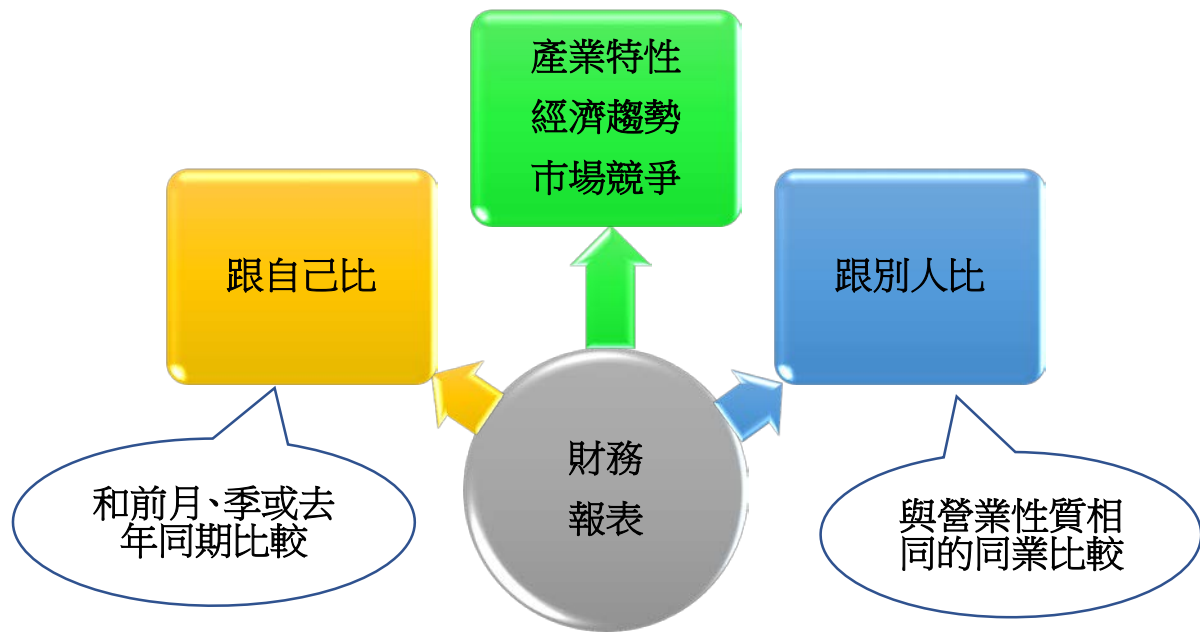 產業特性
經濟趨勢
市場競爭
跟自己比
跟別人比
財務
報表
和前月、季或去
年同期比較
與營業性質相
同的同業比較